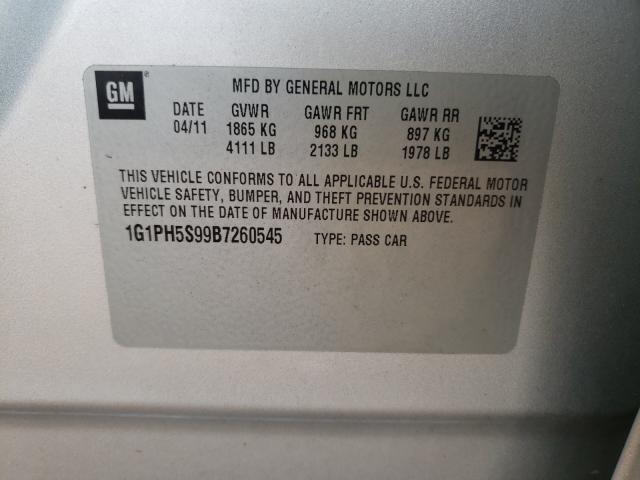 GM ®
MFD BY GENERAL MOTORS LLC
DATE GVWR GAWR FRT GAWR RR
04/11 1865 KG 968 KG 897 KG
4111 LB 2133 LB 1978 LB
THIS VEHICLE CONFORMS TO ALL APPLICABLE U.S. FEDERAL MOTOR
VEHICLE SAFETY, BUMPER, AND THEFT PREVENTION STANDARDS IN
EFFECT ON THE DATE OF MANUFACTURE SHOWN ABOVE.
1G1PH5S99B7260545 TYPE: PASS CAR